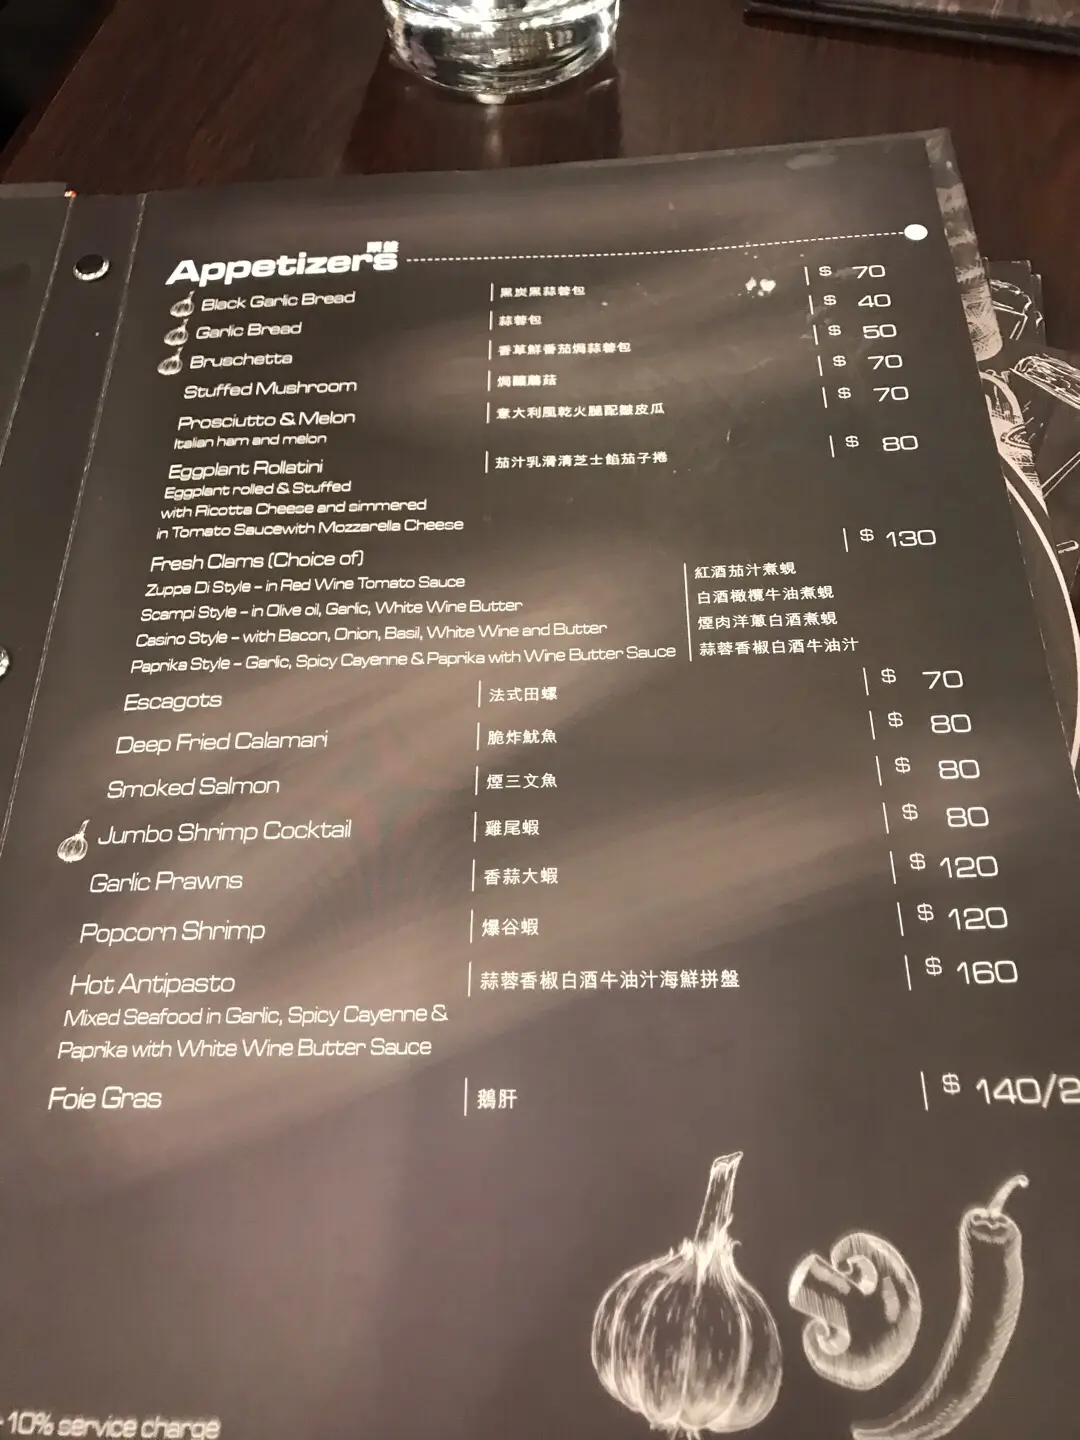 頭盤
Appetizers
Black Garlic Bread 黑炭黑蒜蓉包 $ 70
Garlic Bread 蒜蓉包 $ 40
Bruschetta 香草鮮番茄焗蒜蓉包 $ 50
Stuffed Mushroom 焗釀蘑菇 $ 70
Prosciutto & Melon 意大利風乾火腿配皺皮瓜 $ 70
Italian ham and melon
Eggplant Rollatini 茄汁乳滑清芝士餡茄子捲 $ 80
Eggplant rolled & Stuffed
with Ricotta Cheese and simmered
in Tomato Saucewith Mozzarella Cheese
Fresh Clams (Choice of) $ 130
Zuppa Di Style – in Red Wine Tomato Sauce 紅酒茄汁煮蜆
Scampi Style – in Olive oil, Garlic, White Wine Butter 白酒橄欖牛油煮蜆
Casino Style – with Bacon, Onion, Basil, White Wine and Butter 煙肉洋蔥白酒煮蜆
Paprika Style – Garlic, Spicy Cayenne & Paprika with Wine Butter Sauce 蒜蓉香椒白酒牛油汁
Escagots 法式田螺 $ 70
Deep Fried Calamari 脆炸魷魚 $ 80
Smoked Salmon 煙三文魚 $ 80
Jumbo Shrimp Cocktail 雞尾蝦 $ 80
Garlic Prawns 香蒜大蝦 $ 120
Popcorn Shrimp 爆谷蝦 $ 120
Hot Antipasto 蒜蓉香椒白酒牛油汁海鮮拼盤 $ 160
Mixed Seafood in Garlic, Spicy Cayenne &
Paprika with White Wine Butter Sauce
Foie Gras 鵝肝 $ 140/2
10% service charge